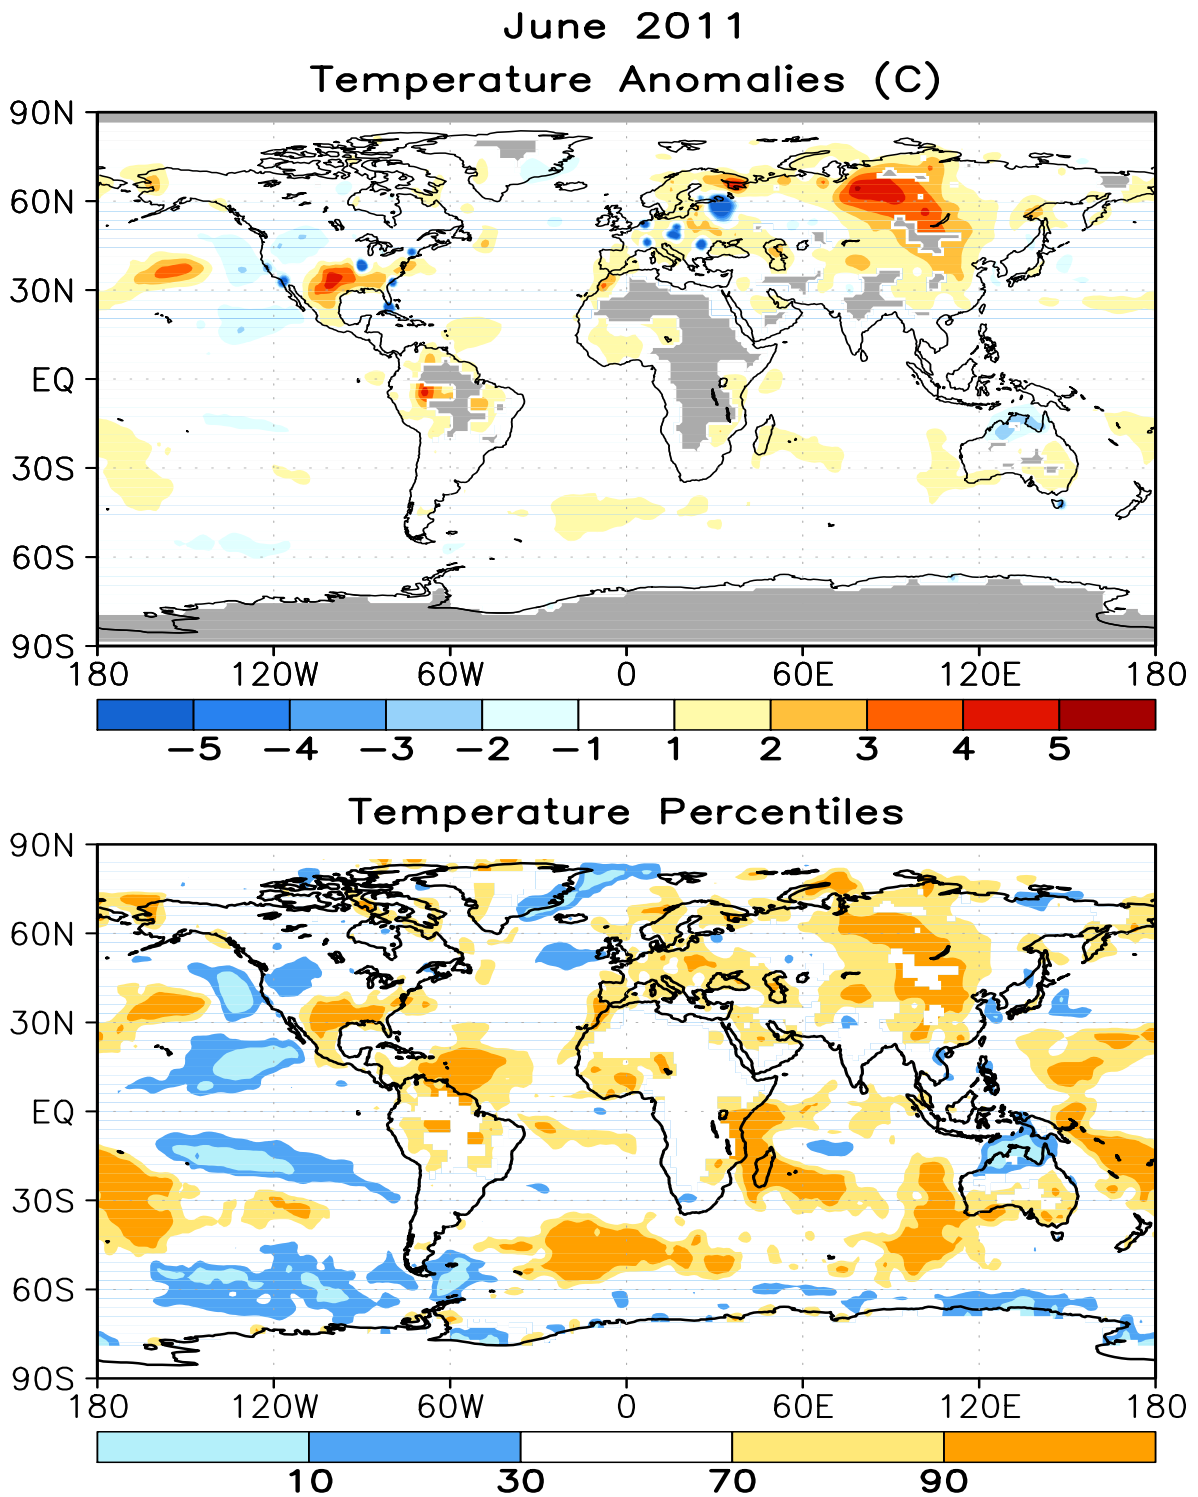 June 2011
Temperature Anomalies (C)
90N
60N
30N
EQ
30S
60S
90S
180 120W 60W 0 60E 120E 180
-5 -4 -3 -2 -1 1 2 3 4 5
Temperature Percentiles
90N
60N
30N
EQ
30S
60S
90S
180 120W 60W 0 60E 120E 180
10 30 70 90